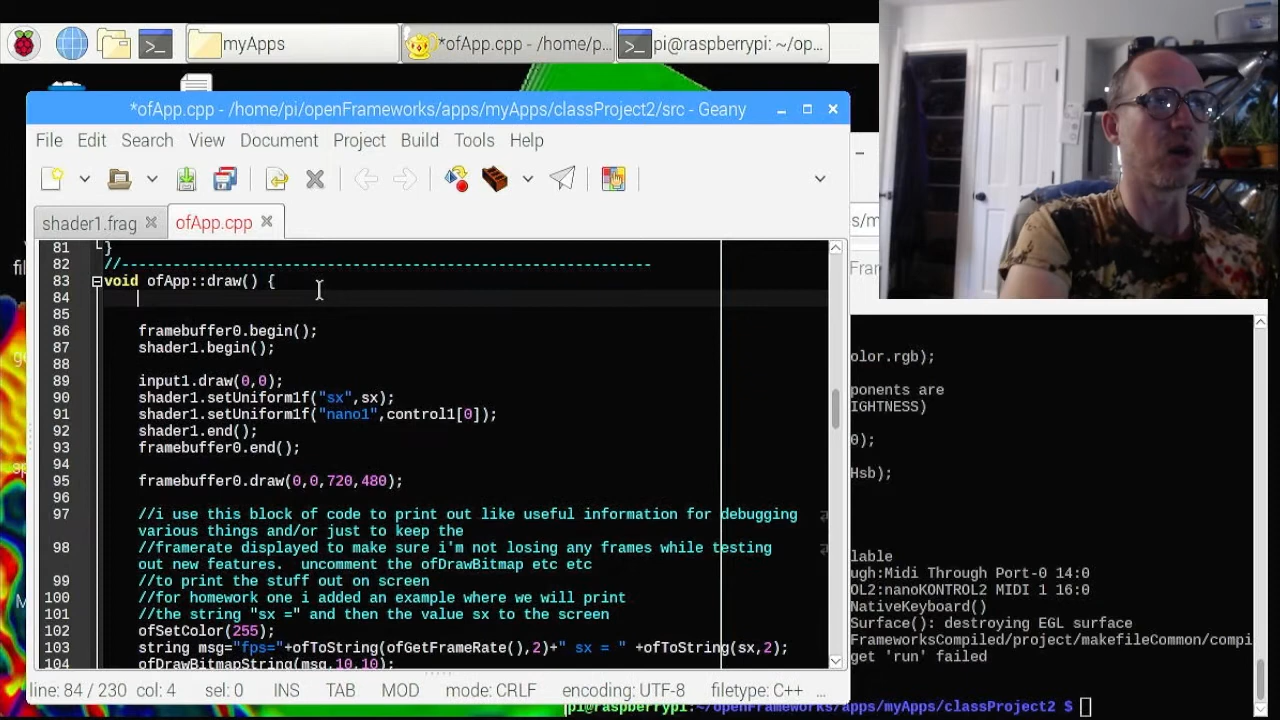 myApps
*ofApp.cpp - /home/p...
pi@raspberrypi: ~/op...
*ofApp.cpp - /home/pi/openFrameworks/apps/myApps/classProject2/src - Geany
File Edit Search View Document Project Build Tools Help
shader1.frag
ofApp.cpp
81 }
82 //--------------------------------------------------------------
83 void ofApp::draw() {
84
85
86 framebuffer0.begin();
87 shader1.begin();
88
89 input1.draw(0,0);
90 shader1.setUniform1f("sx",sx);
91 shader1.setUniform1f("nano1",control1[0]);
92 shader1.end();
93 framebuffer0.end();
94
95 framebuffer0.draw(0,0,720,480);
96
97 //i use this block of code to print out like useful information for debugging
various things and/or just to keep the
98 //framerate displayed to make sure i'm not losing any frames while testing
out new features. uncomment the ofDrawBitmap etc etc
99 //to print the stuff out on screen
100 //for homework one i added an example where we will print
101 //the string "sx =" and then the value sx to the screen
102 ofSetColor(255);
103 string msg="fps="+ofToString(ofGetFrameRate(),2)+" sx = " +ofToString(sx,2);
104 ofDrawBitmapString(msg,10,10);
line: 84 / 230 col: 4 sel: 0 INS TAB MOD mode: CRLF encoding: UTF-8 filetype: C++ ...
s/m
Fran
olor.rgb);
ponents are
IGHTNESS)
0);
Hsb);
lable
ugh:Midi Through Port-0 14:0
OL2:nanoKONTROL2 MIDI 1 16:0
NativeKeyboard()
Surface(): destroying EGL surface
FrameworksCompiled/project/makefileCommon/compi
get 'run' failed
pi@raspberrypi:~/openFrameworks/apps/myApps/classProject2 $